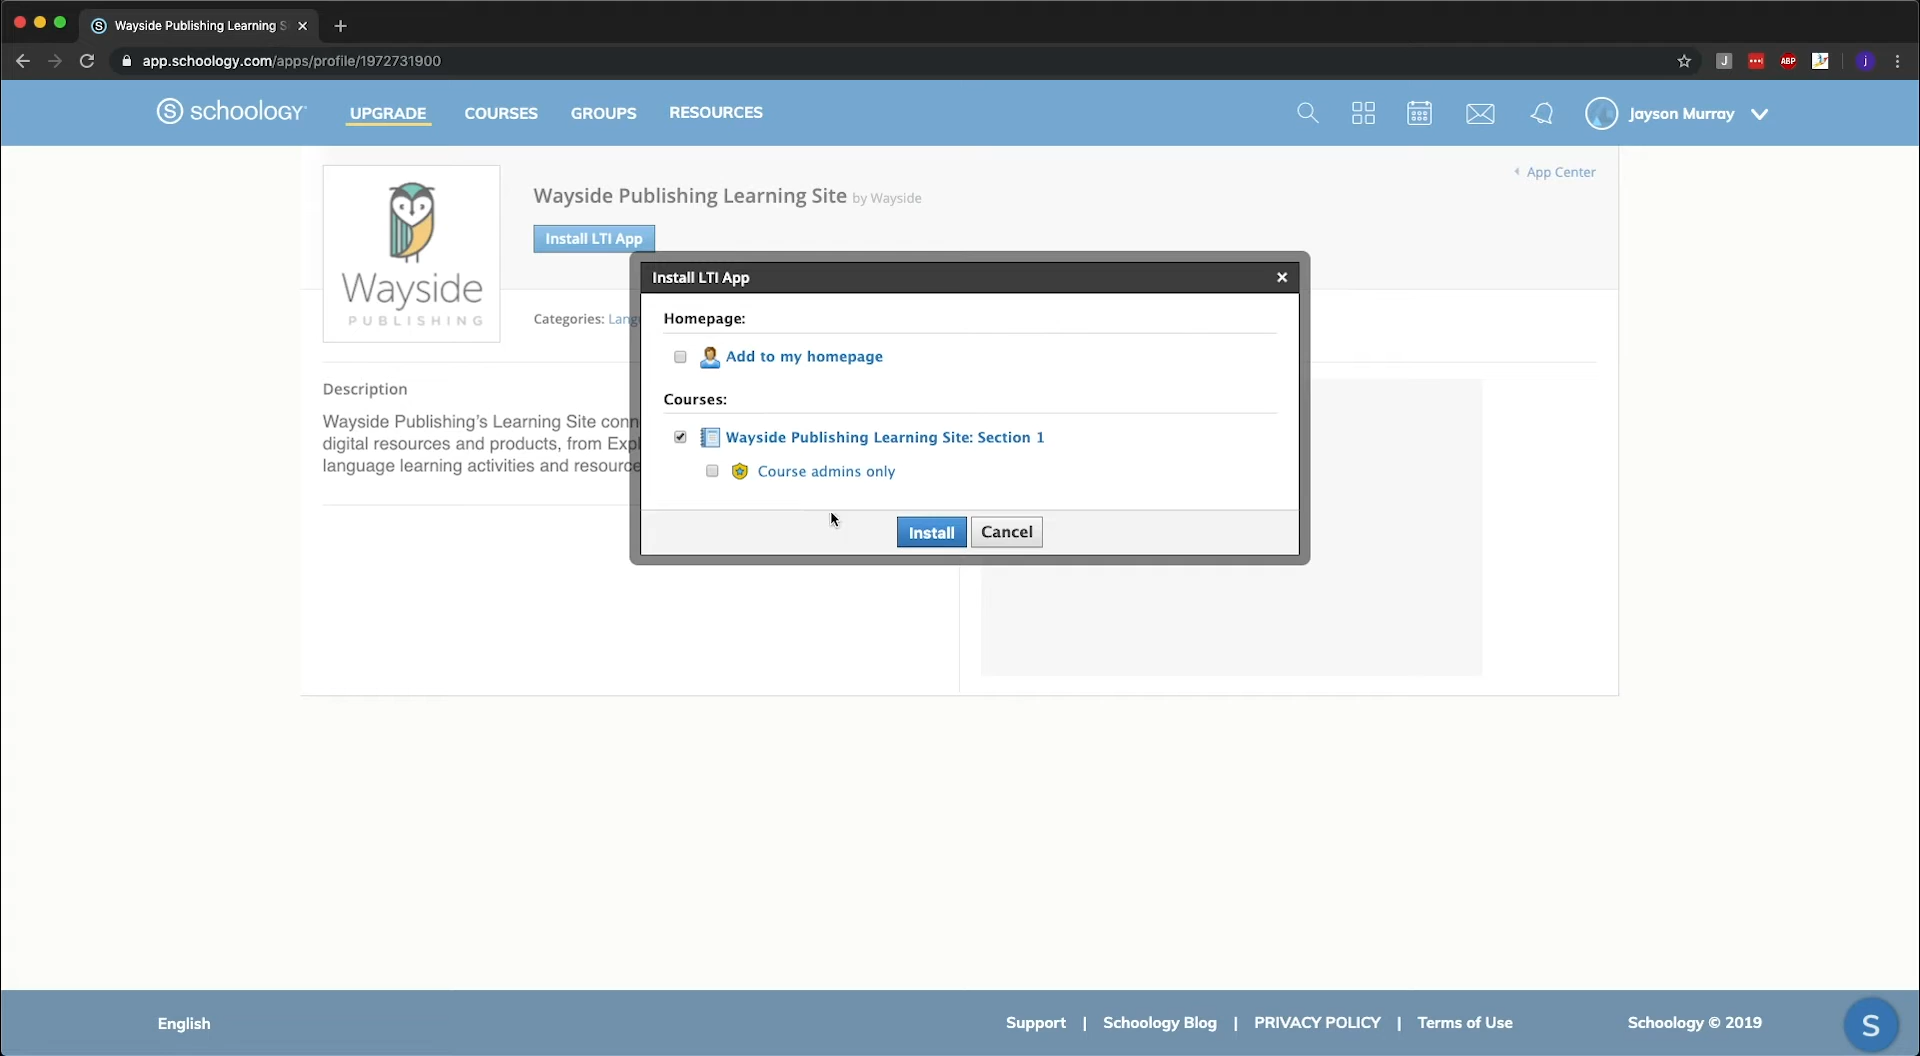 Wayside Publishing Learning S
app.schoology.com/apps/profile/1972731900
J
ABP
j
S schoology
UPGRADE
COURSES
GROUPS
RESOURCES
Jayson Murray
App Center
Wayside Publishing Learning Site by Wayside
Install LTI App
Wayside
PUBLISHING
Categories: Lang
Description
Wayside Publishing's Learning Site conn
digital resources and products, from Exp
language learning activities and resource
Install LTI App
Homepage:
Add to my homepage
Courses:
Wayside Publishing Learning Site: Section 1
Course admins only
Install Cancel
English
Support | Schoology Blog | PRIVACY POLICY | Terms of Use
Schoology © 2019
S